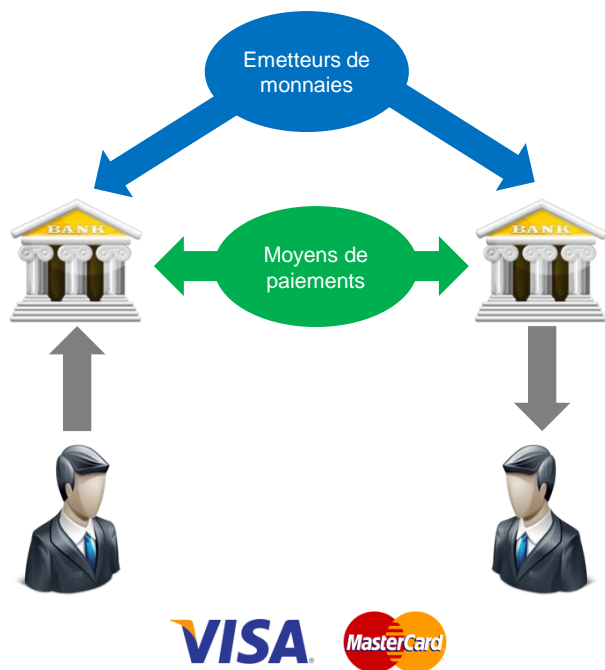 Emetteurs de
monnaies
BANK
BANK
Moyens de
paiements
VISA
MasterCard